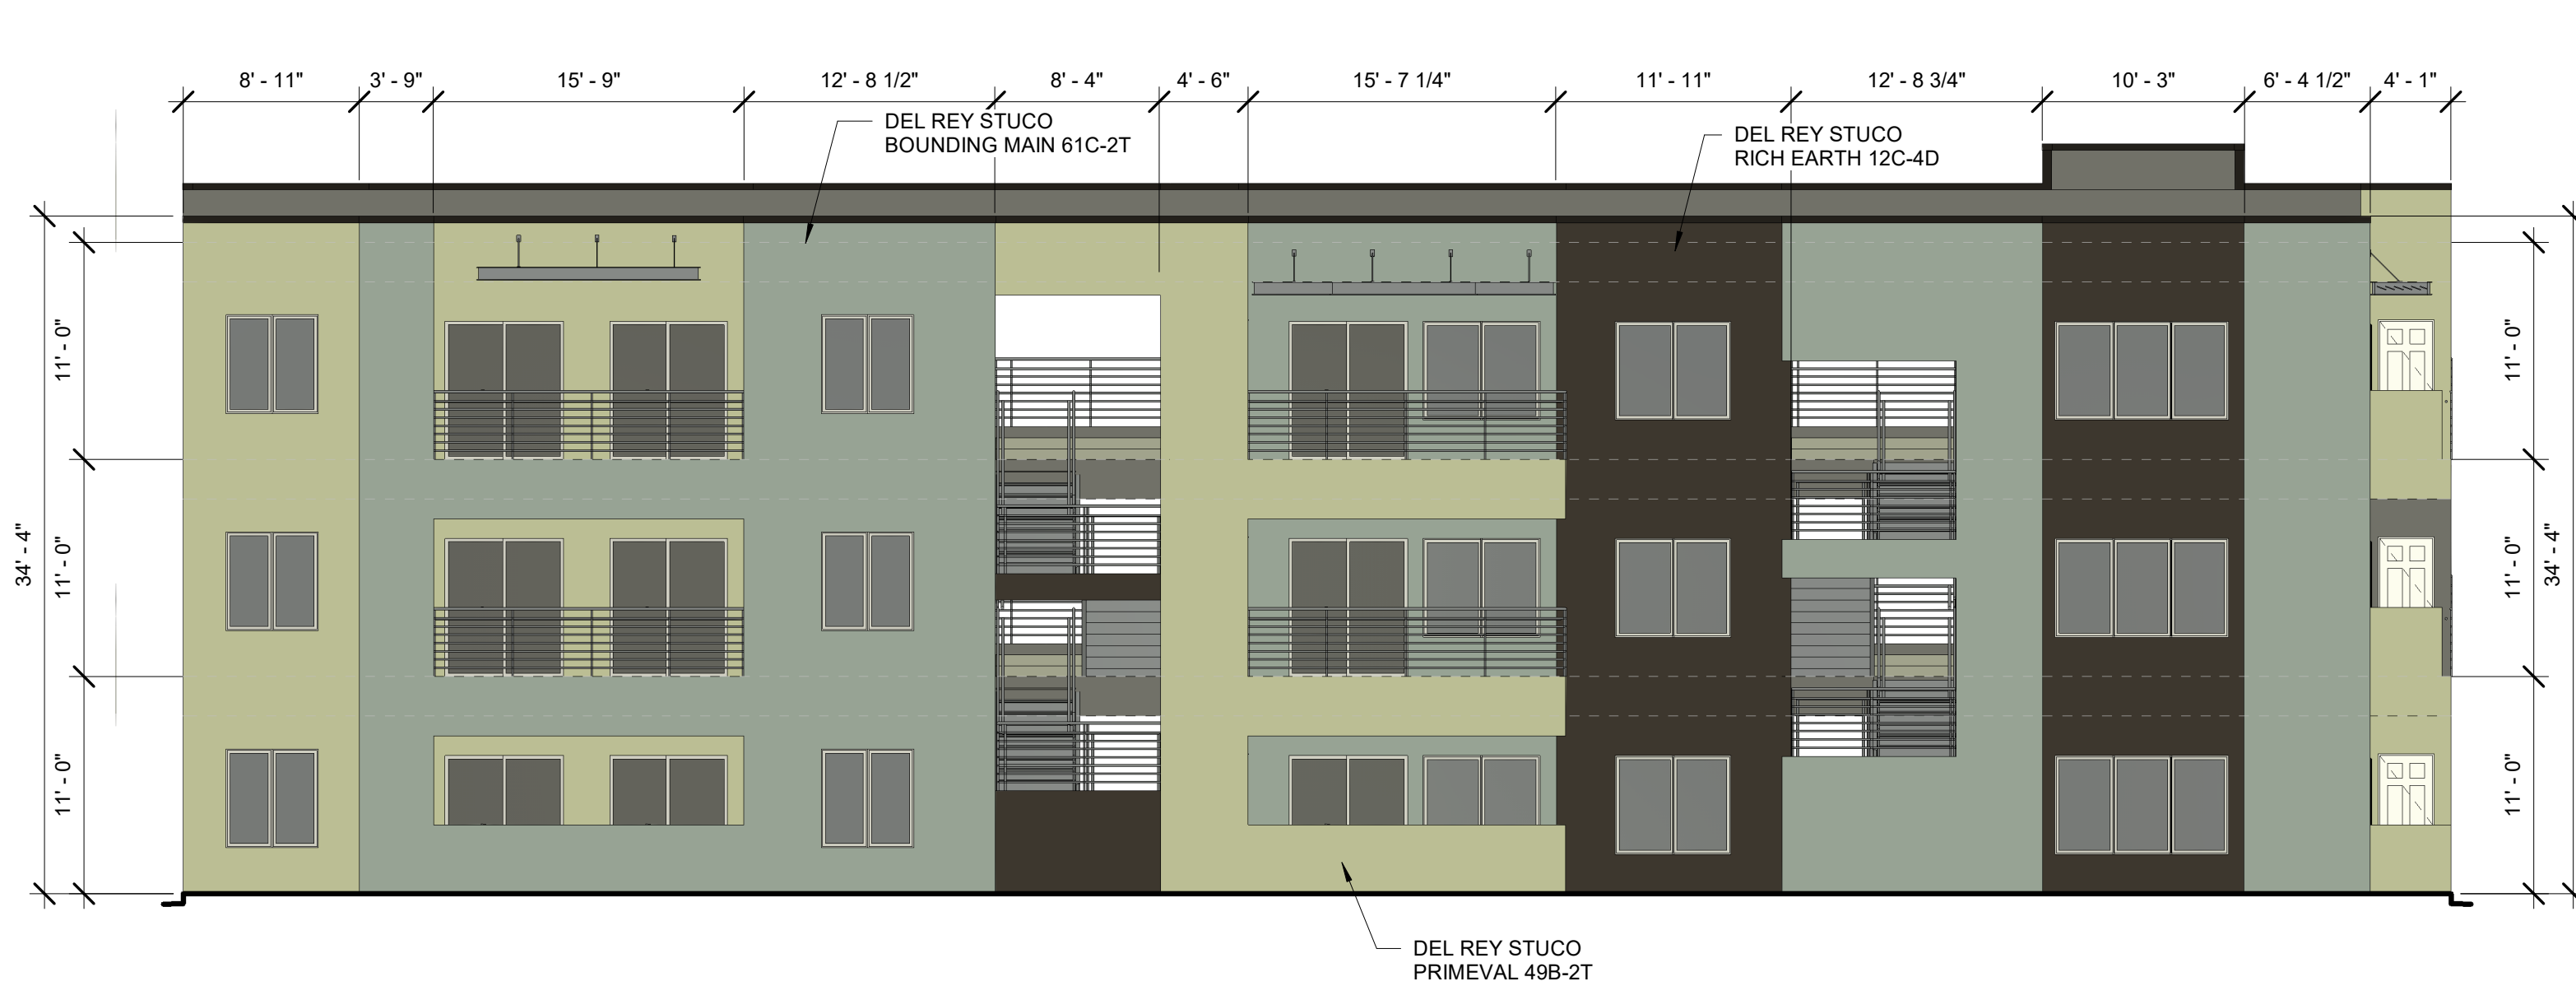 8' - 11" 3' - 9" 15' - 9" 12' - 8 1/2" 8' - 4" 4' - 6" 15' - 7 1/4" 11' - 11" 12' - 8 3/4" 10' - 3" 6' - 4 1/2" 4' - 1"
DEL REY STUCO
BOUNDING MAIN 61C-2T
DEL REY STUCO
RICH EARTH 12C-4D
34' - 4"
11' - 0"
11' - 0"
11' - 0"
11' - 0"
11' - 0"
11' - 0"
34' - 4"
DEL REY STUCO
PRIMEVAL 49B-2T